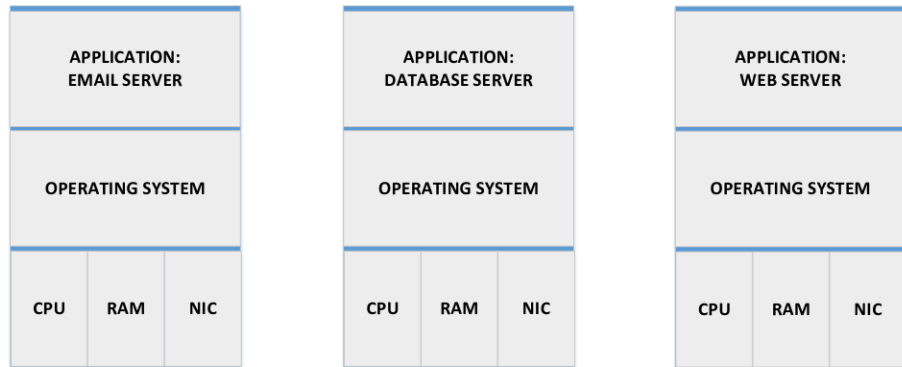 APPLICATION:
EMAIL SERVER
APPLICATION:
DATABASE SERVER
APPLICATION:
WEB SERVER
OPERATING SYSTEM
OPERATING SYSTEM
OPERATING SYSTEM
CPU RAM NIC
CPU RAM NIC
CPU RAM NIC